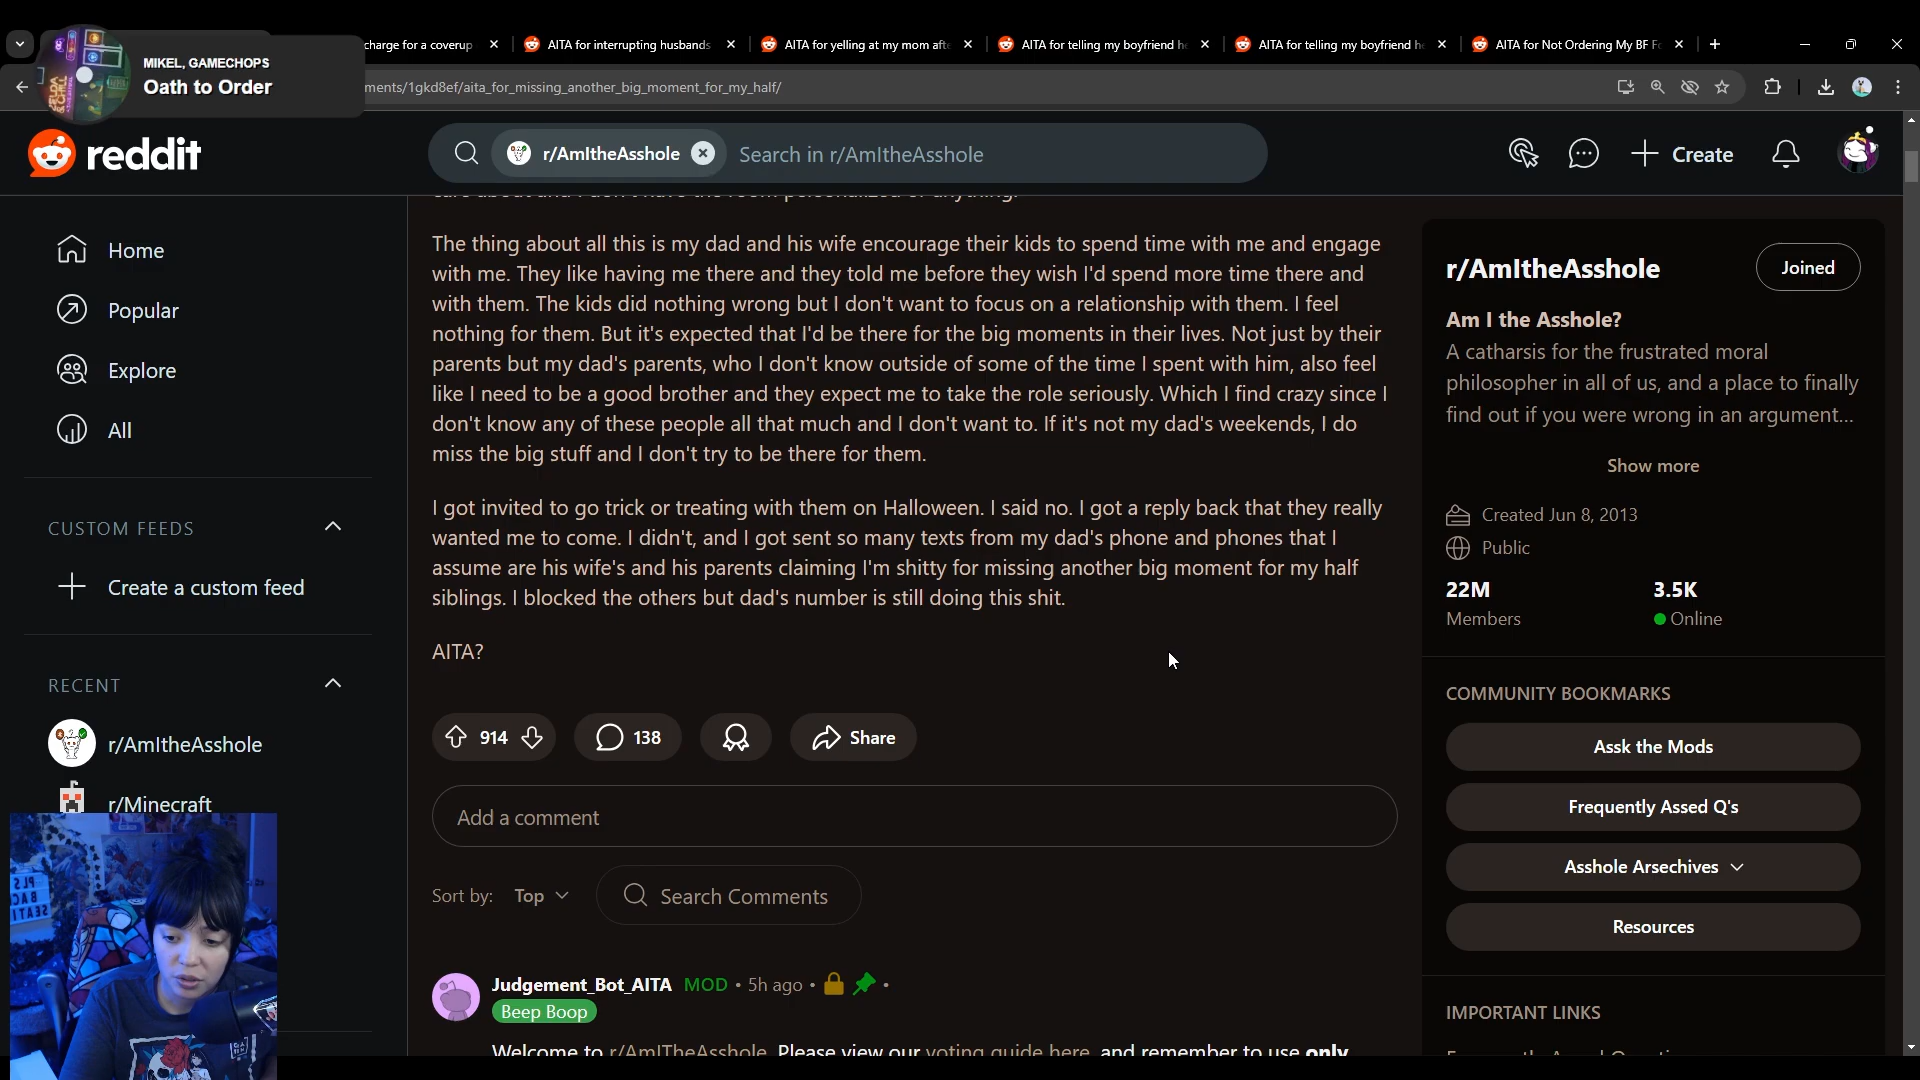 charge for a coverup
AITA for interrupting husbands
AITA for yelling at my mom aft
AITA for telling my boyfriend h
AITA for telling my boyfriend h
AITA for Not Ordering My BF F
MIKEL, GAMECHOPS
Oath to Order
ments/1gkd8ef/aita_for_missing_another_big_moment_for_my_half/
reddit
r/AmItheAsshole
Search in r/AmItheAsshole
Create
Home
Popular
Explore
All
CUSTOM FEEDS
Create a custom feed
RECENT
r/AmItheAsshole
r/Minecraft
The thing about all this is my dad and his wife encourage their kids to spend time with me and engage
with me. They like having me there and they told me before they wish I'd spend more time there and
with them. The kids did nothing wrong but I don't want to focus on a relationship with them. I feel
nothing for them. But it's expected that I'd be there for the big moments in their lives. Not just by their
parents but my dad's parents, who I don't know outside of some of the time I spent with him, also feel
like I need to be a good brother and they expect me to take the role seriously. Which I find crazy since I
don't know any of these people all that much and I don't want to. If it's not my dad's weekends, I do
miss the big stuff and I don't try to be there for them.
I got invited to go trick or treating with them on Halloween. I said no. I got a reply back that they really
wanted me to come. I didn't, and I got sent so many texts from my dad's phone and phones that I
assume are his wife's and his parents claiming I'm shitty for missing another big moment for my half
siblings. I blocked the others but dad's number is still doing this shit.
AITA?
914
138
Share
Add a comment
Sort by: Top
Search Comments
Judgement_Bot_AITA MOD • 5h ago •
Beep Boop
Welcome to r/AmITheAsshole. Please view our voting guide here, and remember to use only
r/AmItheAsshole
Joined
Am I the Asshole?
A catharsis for the frustrated moral
philosopher in all of us, and a place to finally
find out if you were wrong in an argument...
Show more
Created Jun 8, 2013
Public
22M
Members
3.5K
Online
COMMUNITY BOOKMARKS
Assk the Mods
Frequently Assed Q's
Asshole Arsechives
Resources
IMPORTANT LINKS